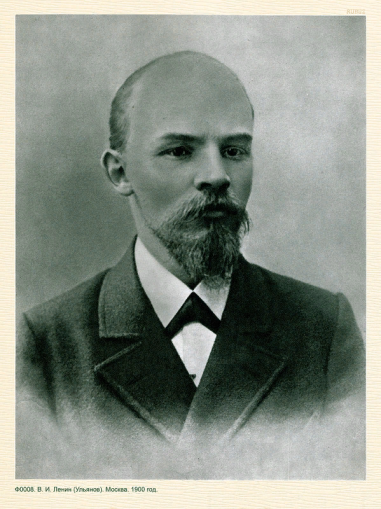 Ф0008. В. И. Ленин (Ульянов). Москва. 1900 год.